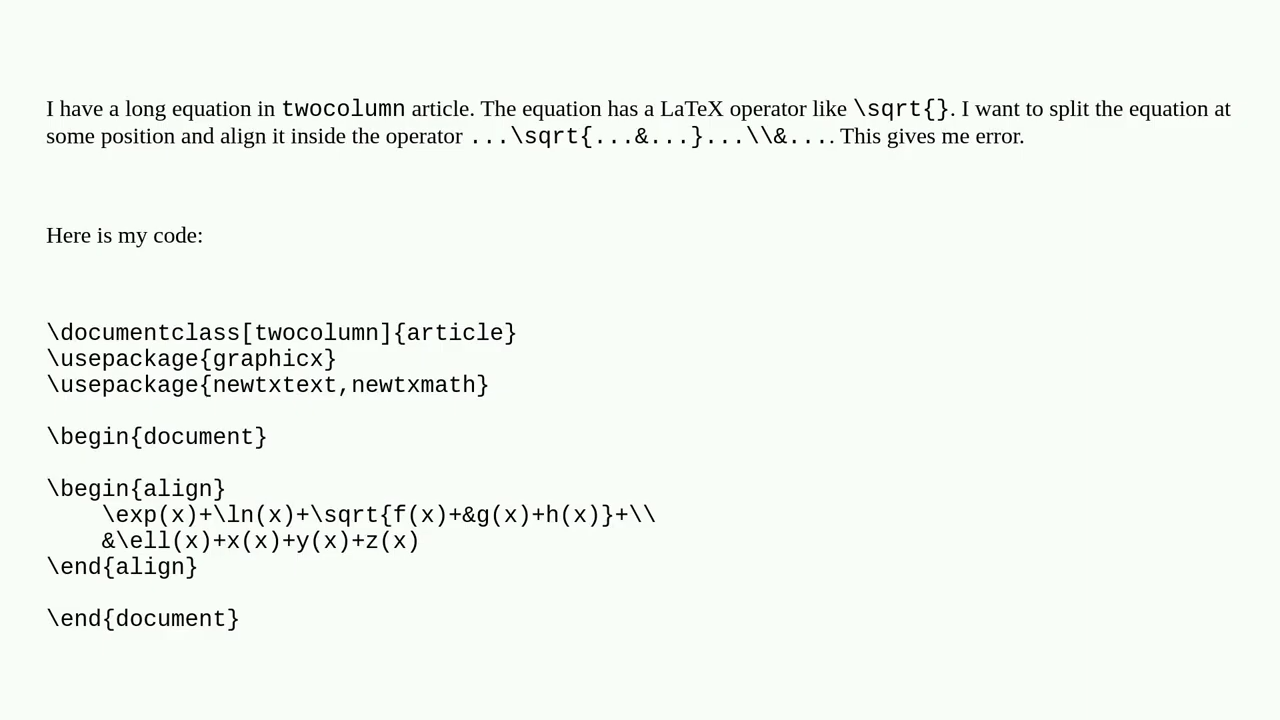 I have a long equation in twocolumn article. The equation has a LaTeX operator like \sqrt{}. I want to split the equation at
some position and align it inside the operator ...\sqrt{...&...}...\\&.... This gives me error.
Here is my code:
\documentclass[twocolumn]{article}
\usepackage{graphicx}
\usepackage{newtxtext,newtxmath}
\begin{document}
\begin{align}
    \exp(x)+\ln(x)+\sqrt{f(x)+&g(x)+h(x)}+\\
    &\ell(x)+x(x)+y(x)+z(x)
\end{align}
\end{document}